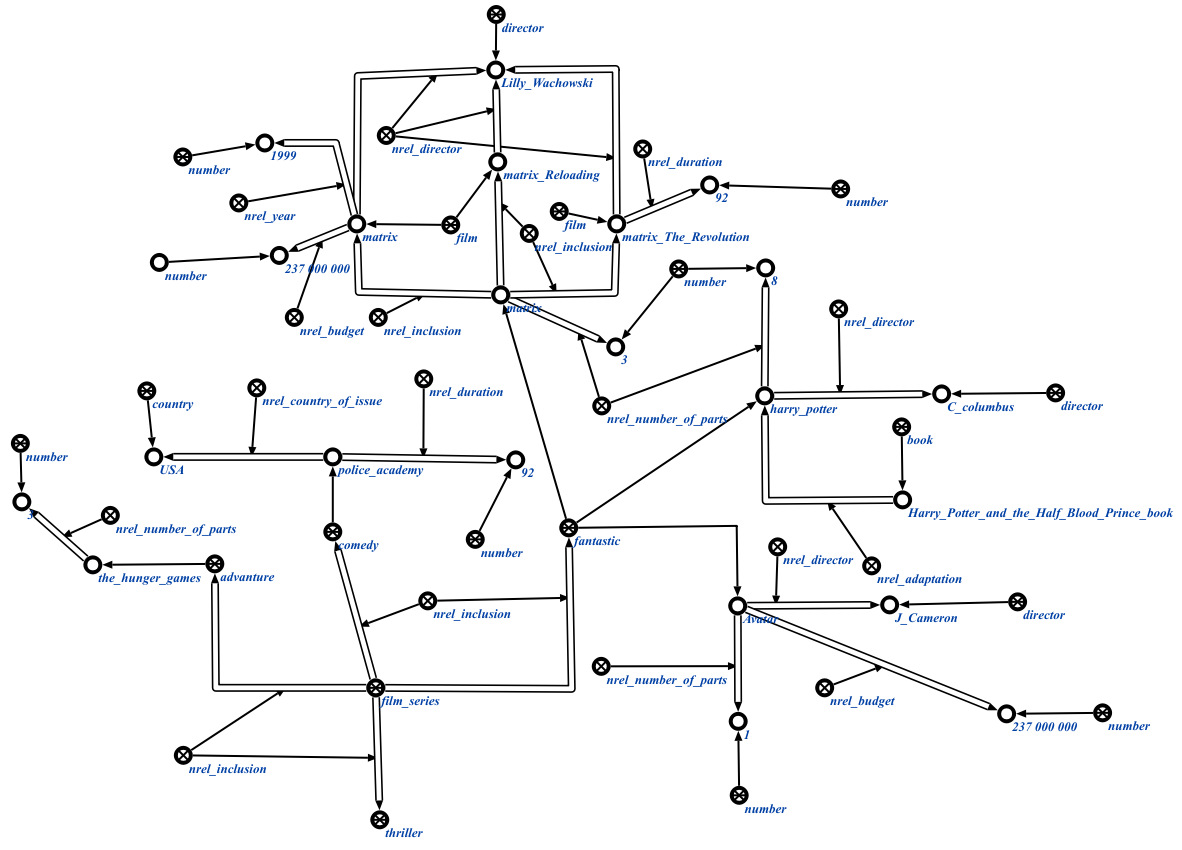 director
Lilly_Wachowski
nrel_director
1999
number
nrel_duration
matrix_Reloading
92
number
nrel_year
film
matrix
film
matrix_The_Revolution
nrel_inclusion
237 000 000
number
number
8
matrix
nrel_budget
nrel_inclusion
nrel_director
3
nrel_number_of_parts
harry_potter
C_columbus
director
country
nrel_country_of_issue
nrel_duration
book
number
USA
police_academy
92
3
nrel_number_of_parts
Harry_Potter_and_the_Half_Blood_Prince_book
comedy
number
fantastic
nrel_director
the_hunger_games
advanture
nrel_adaptation
nrel_inclusion
Avatar
J_Cameron
director
nrel_number_of_parts
film_series
nrel_budget
237 000 000
number
1
nrel_inclusion
number
thriller